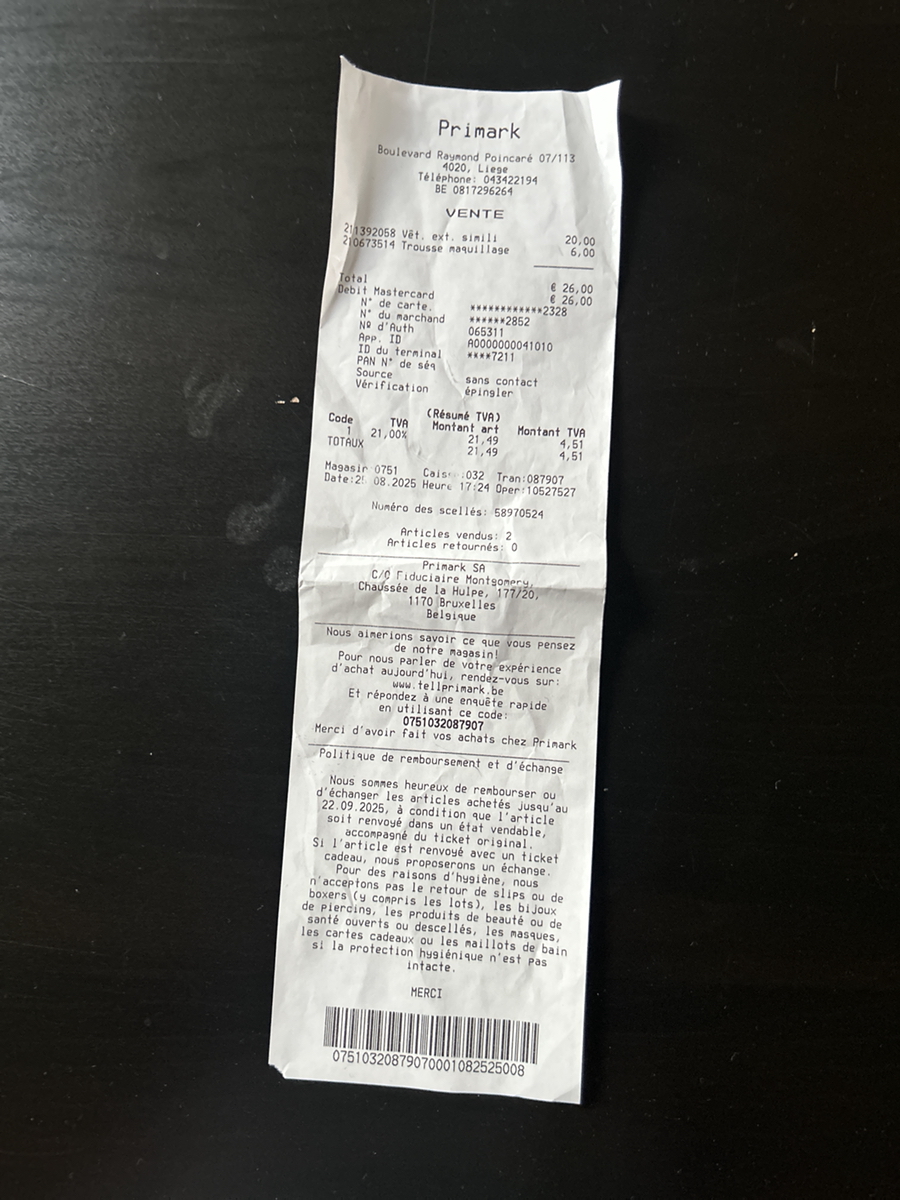 Primark
Boulevard Raymond Poincaré 07/113
4020, Liege
Téléphone: 043422194
BE 0817296264
VENTE
211392058 Vêt. ext. simili 20,00
210673514 Trousse maquillage 6,00
Total € 26,00
Debit Mastercard € 26,00
N° de carte. ************2328
N° du marchand ******2852
Nº d'Auth 065311
App. ID A0000000041010
ID du terminal ****7211
PAN N° de séq
Source sans contact
Vérification épingler
(Résumé TVA)
Code TVA Montant art Montant TVA
1 21,00% 21,49 4,51
TOTAUX 21,49 4,51
Magasin 0751 :032 Tran:087907
08.2025 Heure 17:24 Oper:10527527
Numéro des scellés: 58970524
Articles vendus: 2
Articles retournés: 0
Primark SA
C/O Fiduciaire Montgomery,
Chaussée de la Hulpe, 177/20,
1170 Bruxelles
Belgique
Nous aimerions savoir ce que vous pensez
de notre magasin!
Pour nous parler de votre expérience
d'achat aujourd'hui, rendez-vous sur:
www.tellprimark.be
Et répondez à une enquête rapide
en utilisant ce code:
0751032087907
Merci d'avoir fait vos achats chez Primark
Politique de remboursement et d'échange
Nous sommes heureux de rembourser ou
d'échanger les articles achetés jusqu'au
22.09.2025, à condition que l'article
soit renvoyé dans un état vendable,
accompagné du ticket original.
Si l'article est renvoyé avec un ticket
cadeau, nous proposerons un échange.
Pour des raisons d'hygiène, nous
n'acceptons pas le retour de slips ou de
boxers (y compris les lots), les bijoux
de piercing, les produits de beauté ou de
santé ouverts ou descellés, les masques,
les cartes cadeaux ou les maillots de bain
si la protection hygiénique n'est pas
intacte.
MERCI
07510320879070001082525008